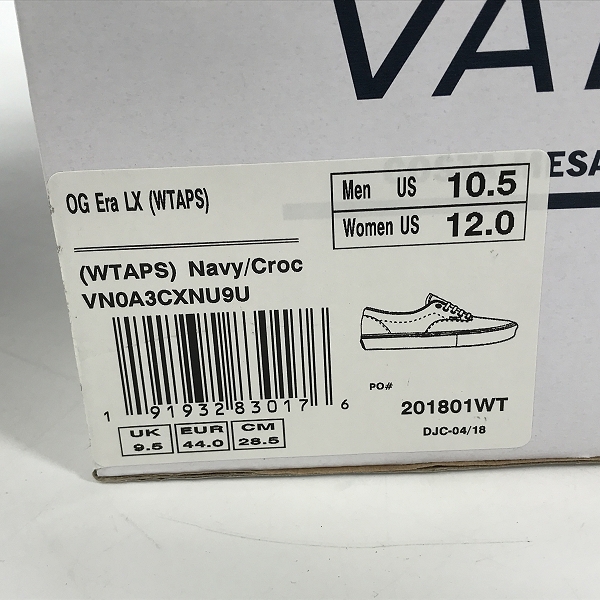 OG Era LX (WTAPS)
Men US 10.5
Women US 12.0
(WTAPS) Navy/Croc
VN0A3CXNU9U
1 91932 83017 6
PO#
201801WT
DJC-04/18
UK EUR CM
9.5 44.0 28.5